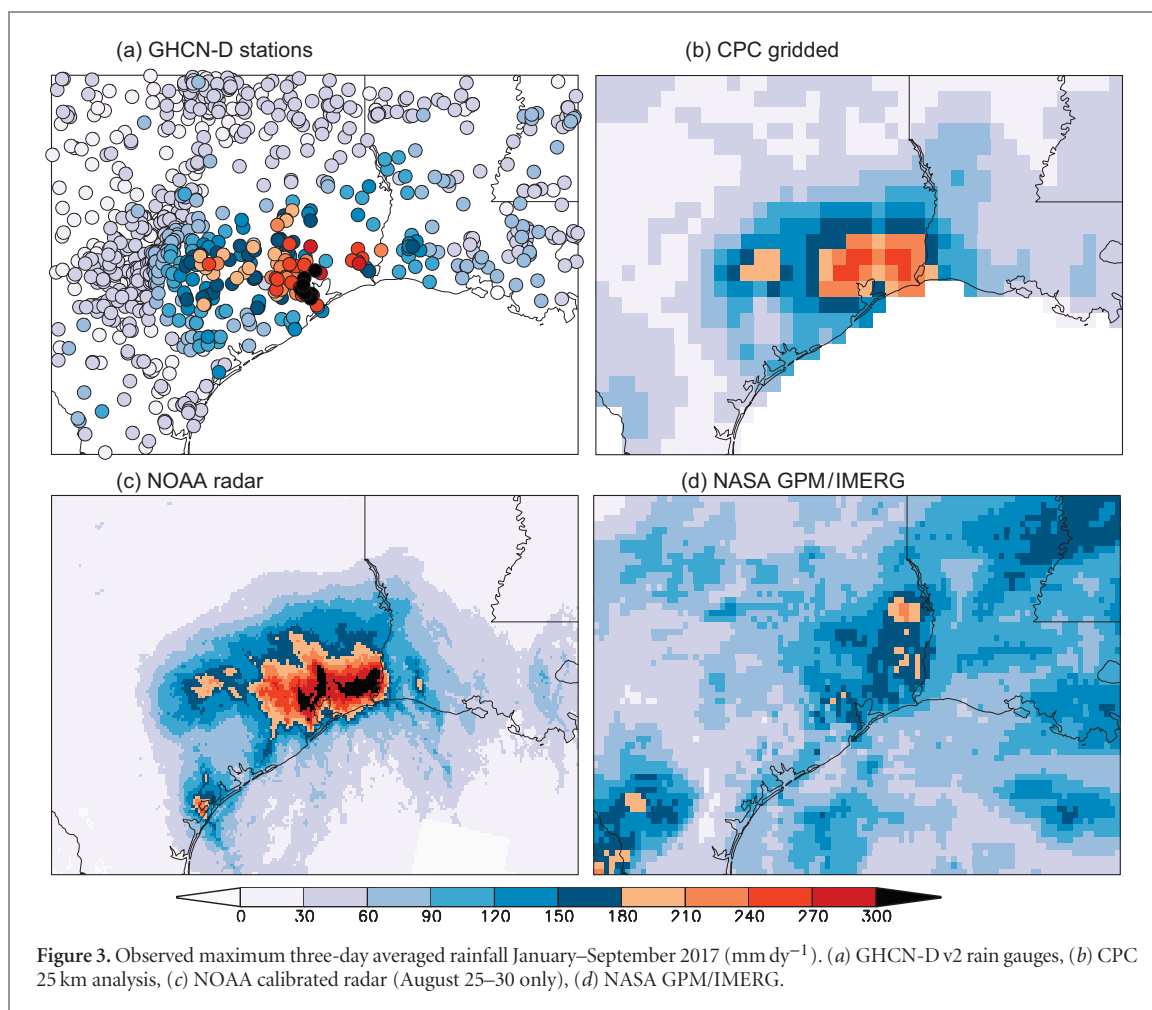 (a) GHCN-D stations
(b) CPC gridded
(c) NOAA radar
(d) NASA GPM/IMERG
0 30 60 90 120 150 180 210 240 270 300
Figure 3. Observed maximum three-day averaged rainfall January–September 2017 (mm dy⁻¹). (a) GHCN-D v2 rain gauges, (b) CPC
25 km analysis, (c) NOAA calibrated radar (August 25–30 only), (d) NASA GPM/IMERG.